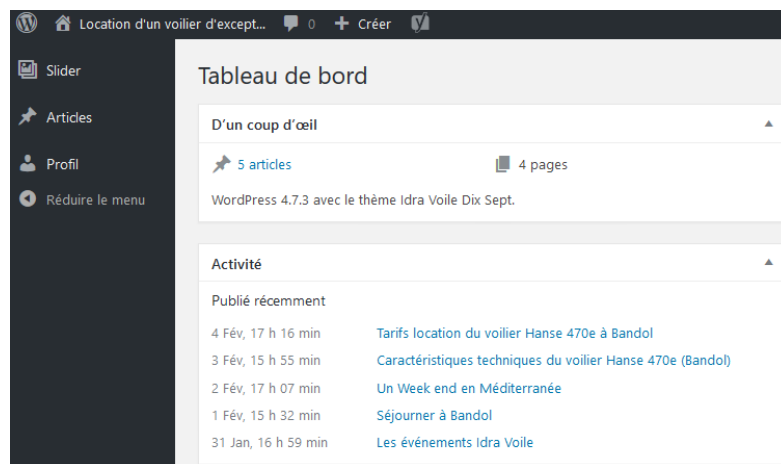 Location d'un voilier d'except... 0 + Créer
Slider
Articles
Profil
Réduire le menu
Tableau de bord
D'un coup d'œil
5 articles 4 pages
WordPress 4.7.3 avec le thème Idra Voile Dix Sept.
Activité
Publié récemment
4 Fév, 17 h 16 min Tarifs location du voilier Hanse 470e à Bandol
3 Fév, 15 h 55 min Caractéristiques techniques du voilier Hanse 470e (Bandol)
2 Fév, 17 h 07 min Un Week end en Méditerranée
1 Fév, 15 h 32 min Séjourner à Bandol
31 Jan, 16 h 59 min Les événements Idra Voile